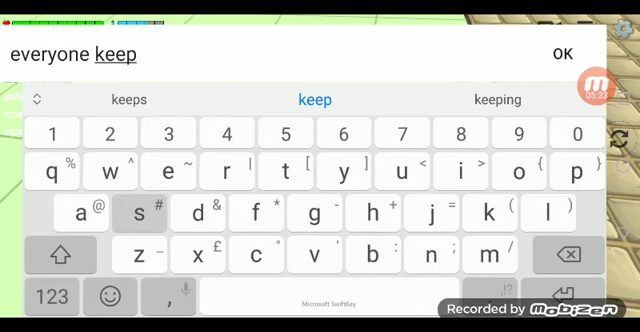 everyone keep
OK
05:23
keeps keep keeping
1 2 3 4 5 6 7 8 9 0
q % w ^ e ~ r | t [ y ] u < i > o { p }
a @ s # d & f * g - h + j = k ( l )
z _ x £ c " v ' b : n ; m /
123 , .!?
Microsoft SwiftKey
Recorded by Mobizen